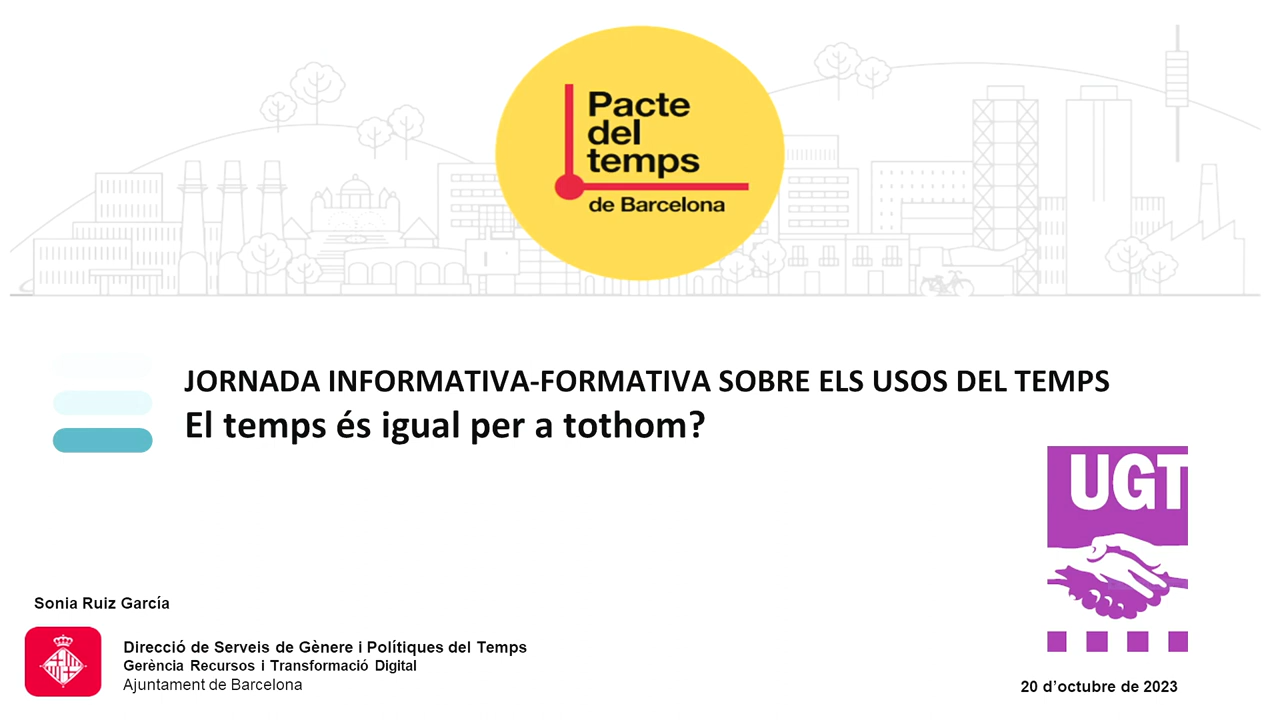 Pacte
del
temps
de Barcelona
JORNADA INFORMATIVA-FORMATIVA SOBRE ELS USOS DEL TEMPS
El temps és igual per a tothom?
UGT
Sonia Ruiz García
Direcció de Serveis de Gènere i Polítiques del Temps
Gerència Recursos i Transformació Digital
Ajuntament de Barcelona
20 d’octubre de 2023